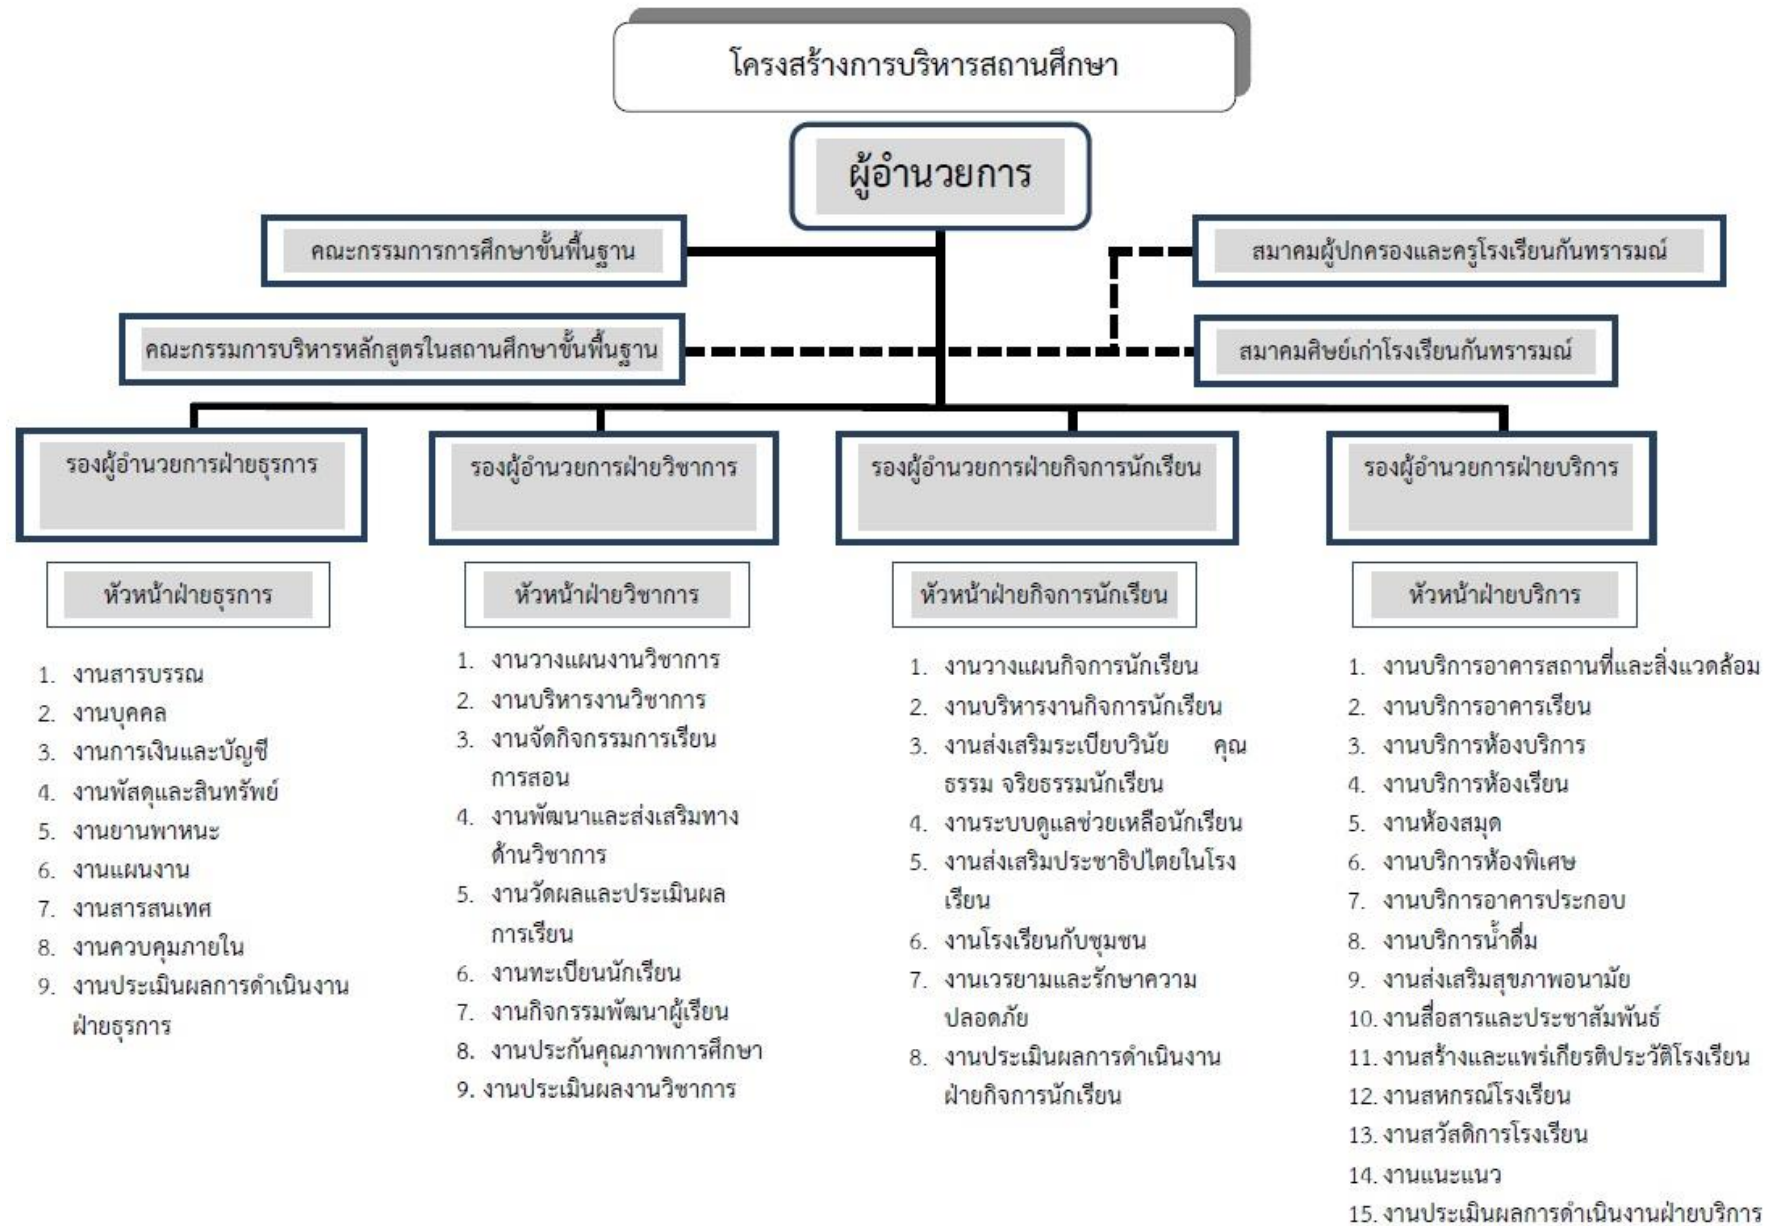 โครงสร้างการบริหารสถานศึกษา
ผู้อำนวยการ
คณะกรรมการการศึกษาขั้นพื้นฐาน
สมาคมผู้ปกครองและครูโรงเรียนกันทรารมณ์
คณะกรรมการบริหารหลักสูตรในสถานศึกษาขั้นพื้นฐาน
สมาคมศิษย์เก่าโรงเรียนกันทรารมณ์
รองผู้อำนวยการฝ่ายธุรการ
รองผู้อำนวยการฝ่ายวิชาการ
รองผู้อำนวยการฝ่ายกิจการนักเรียน
รองผู้อำนวยการฝ่ายบริการ
หัวหน้าฝ่ายธุรการ
หัวหน้าฝ่ายวิชาการ
หัวหน้าฝ่ายกิจการนักเรียน
หัวหน้าฝ่ายบริการ
1. งานสารบรรณ
2. งานบุคคล
3. งานการเงินและบัญชี
4. งานพัสดุและสินทรัพย์
5. งานยานพาหนะ
6. งานแผนงาน
7. งานสารสนเทศ
8. งานควบคุมภายใน
9. งานประเมินผลการดำเนินงาน
ฝ่ายธุรการ
1. งานวางแผนงานวิชาการ
2. งานบริหารงานวิชาการ
3. งานจัดกิจกรรมการเรียน
การสอน
4. งานพัฒนาและส่งเสริมทาง
ด้านวิชาการ
5. งานวัดผลและประเมินผล
การเรียน
6. งานทะเบียนนักเรียน
7. งานกิจกรรมพัฒนาผู้เรียน
8. งานประกันคุณภาพการศึกษา
9. งานประเมินผลงานวิชาการ
1. งานวางแผนกิจการนักเรียน
2. งานบริหารงานกิจการนักเรียน
3. งานส่งเสริมระเบียบวินัย คุณ
ธรรม จริยธรรมนักเรียน
4. งานระบบดูแลช่วยเหลือนักเรียน
5. งานส่งเสริมประชาธิปไตยในโรง
เรียน
6. งานโรงเรียนกับชุมชน
7. งานเวรยามและรักษาความ
ปลอดภัย
8. งานประเมินผลการดำเนินงาน
ฝ่ายกิจการนักเรียน
1. งานบริการอาคารสถานที่และสิ่งแวดล้อม
2. งานบริการอาคารเรียน
3. งานบริการห้องบริการ
4. งานบริการห้องเรียน
5. งานห้องสมุด
6. งานบริการห้องพิเศษ
7. งานบริการอาคารประกอบ
8. งานบริการน้ำดื่ม
9. งานส่งเสริมสุขภาพอนามัย
10. งานสื่อสารและประชาสัมพันธ์
11. งานสร้างและแพร่เกียรติประวัติโรงเรียน
12. งานสหกรณ์โรงเรียน
13. งานสวัสดิการโรงเรียน
14. งานแนะแนว
15. งานประเมินผลการดำเนินงานฝ่ายบริการ